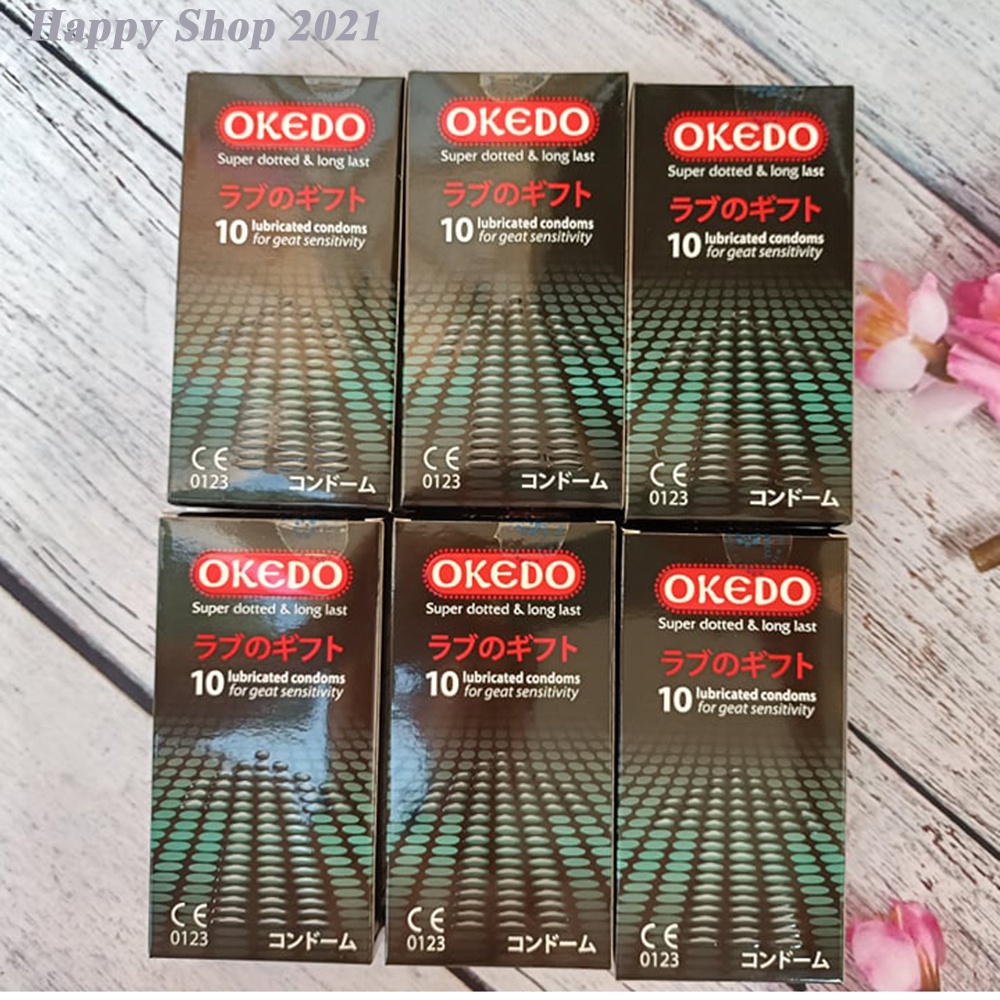 Happy Shop 2021
OKEDO
Super dotted & long last
ラブのギフト
10 lubricated condoms
for geat sensitivity
CE
0123
コンドーム
OKEDO
Super dotted & long last
ラブのギフト
10 lubricated condoms
for geat sensitivity
CE
0123
コンドーム
OKEDO
Super dotted & long last
ラブのギフト
10 lubricated condoms
for geat sensitivity
CE
0123
コンドーム
OKEDO
Super dotted & long last
ラブのギフト
10 lubricated condoms
for geat sensitivity
CE
0123
コンドーム
OKEDO
Super dotted & long last
ラブのギフト
10 lubricated condoms
for geat sensitivity
CE
0123
コンドーム
OKEDO
Super dotted & long last
ラブのギフト
10 lubricated condoms
for geat sensitivity
CE
0123
コンドーム